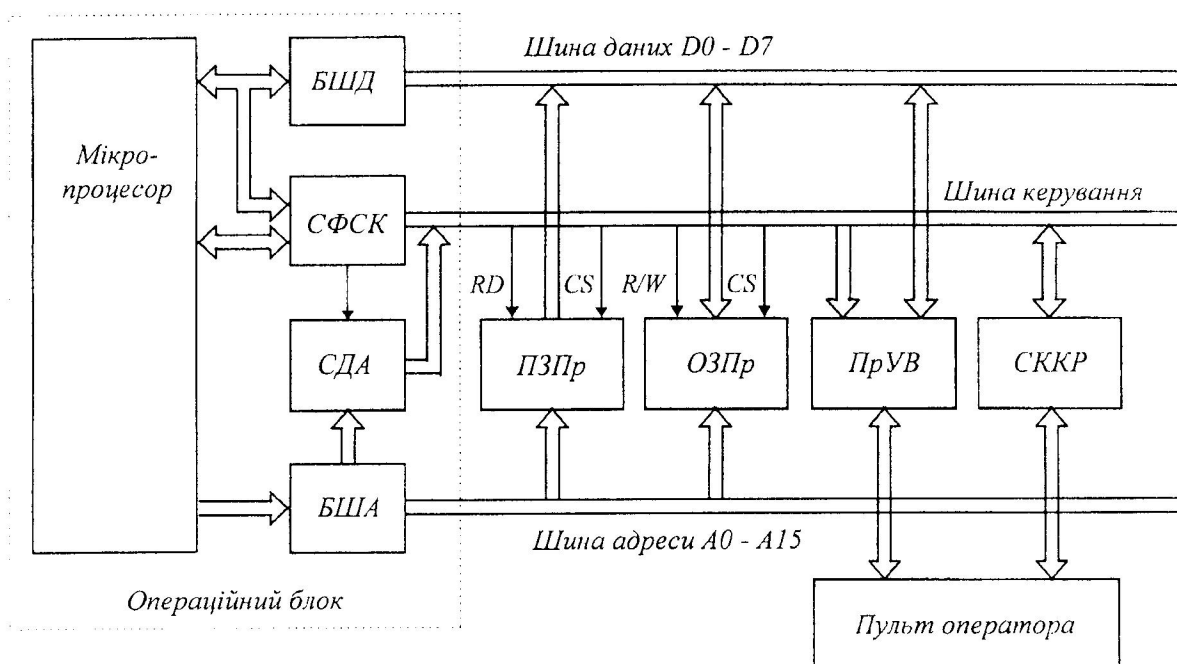 Шина даних D0 - D7
БШД
Мікро-
процесор
Шина керування
СФСК
RD
CS
R/W
CS
СДА
ПЗПр
ОЗПр
ПрУВ
СККР
БША
Шина адреси A0 - A15
Операційний блок
Пульт оператора